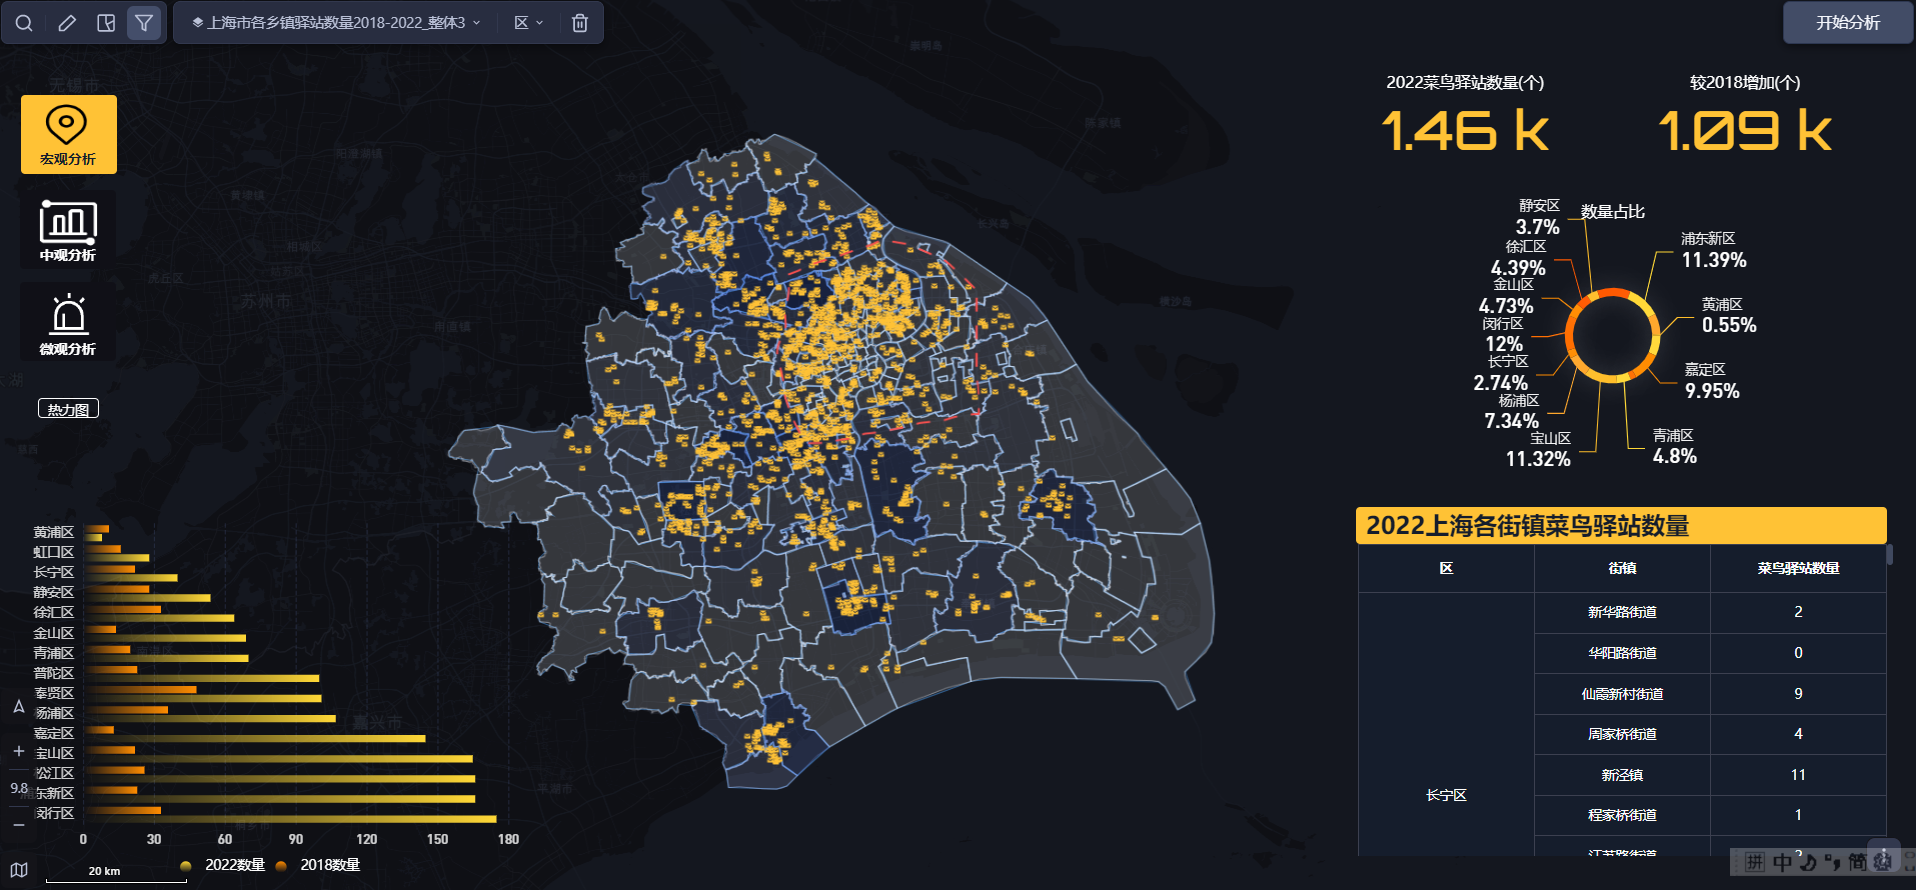 上海市各乡镇驿站数量2018-2022_整体3
区
开始分析
宏观分析
中观分析
微观分析
热力图
无锡市
苏州市
嘉兴市
2022菜鸟驿站数量(个)
1.46 k
较2018增加(个)
1.09 k
数量占比
静安区
3.7%
徐汇区
4.39%
金山区
4.73%
闵行区
12%
长宁区
2.74%
杨浦区
7.34%
宝山区
11.32%
浦东新区
11.39%
黄浦区
0.55%
嘉定区
9.95%
青浦区
4.8%
2022上海各街镇菜鸟驿站数量
区 街镇 菜鸟驿站数量
新华路街道 2
华阳路街道 0
仙霞新村街道 9
周家桥街道 4
新泾镇 11
长宁区
程家桥街道 1
黄浦区
虹口区
长宁区
静安区
徐汇区
金山区
青浦区
普陀区
奉贤区
杨浦区
嘉定区
宝山区
松江区
浦东新区
闵行区
0 30 60 90 120 150 180
2022数量 2018数量
9.8
20 km
拼 中 简